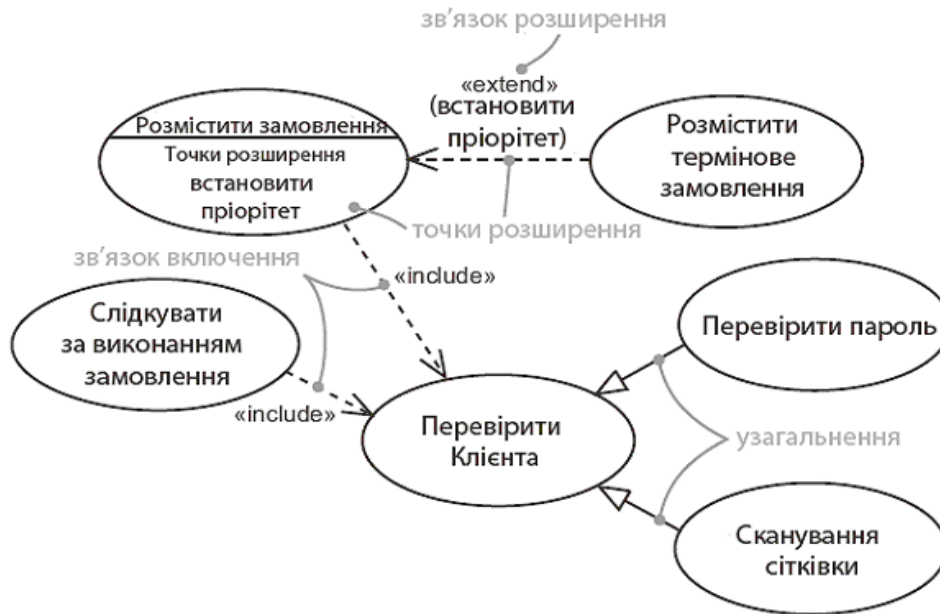 зв'язок розширення
«extend»
(встановити
пріорітет)
Розмістити замовлення
Точки розширення
встановити
пріорітет
Розмістити
термінове
замовлення
точки розширення
зв'язок включення
«include»
Слідкувати
за виконанням
замовлення
«include»
Перевірити пароль
Перевірити
Клієнта
узагальнення
Сканування
сітківки